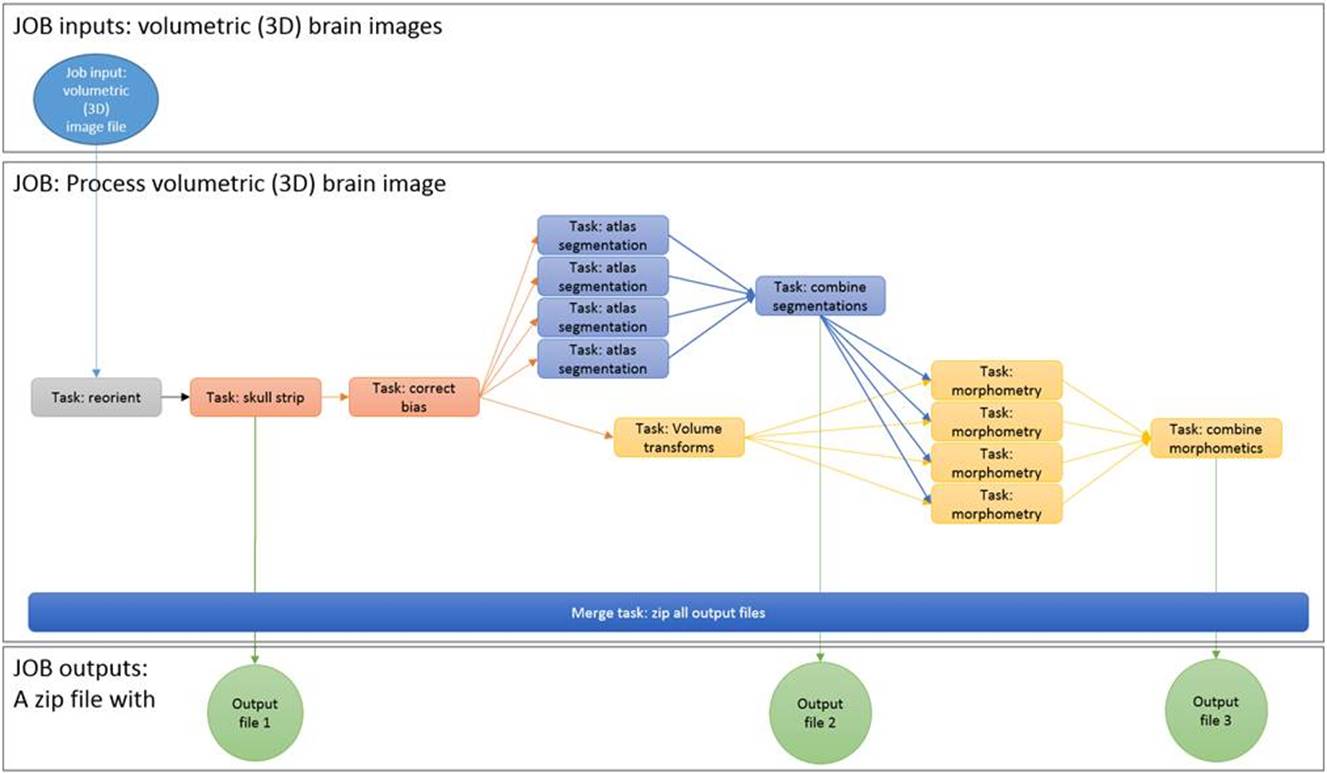 JOB inputs: volumetric (3D) brain images
Job input:
volumetric
(3D)
image file
JOB: Process volumetric (3D) brain image
Task: atlas
segmentation
Task: atlas
segmentation
Task: atlas
segmentation
Task: atlas
segmentation
Task: combine
segmentations
Task: reorient
Task: skull strip
Task: correct
bias
Task: Volume
transforms
Task:
morphometry
Task:
morphometry
Task:
morphometry
Task:
morphometry
Task: combine
morphometics
Merge task: zip all output files
JOB outputs:
A zip file with
Output
file 1
Output
file 2
Output
file 3